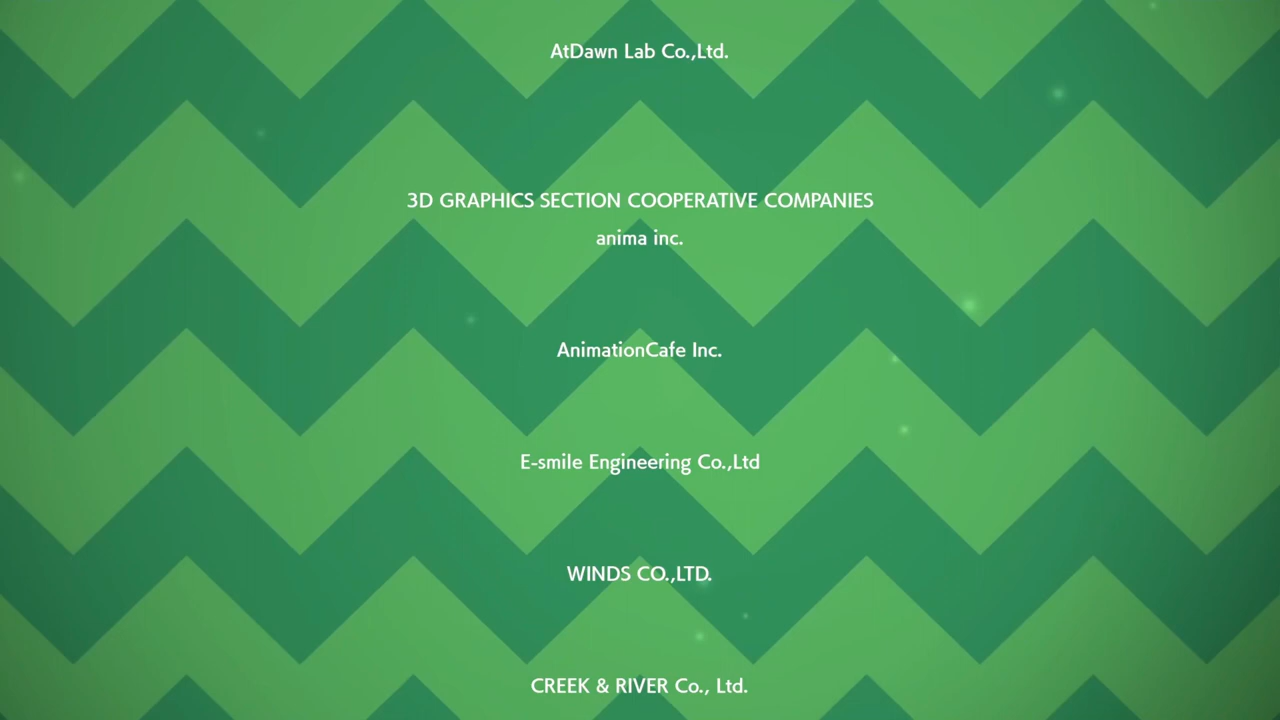 AtDawn Lab Co.,Ltd.
3D GRAPHICS SECTION COOPERATIVE COMPANIES
anima inc.
AnimationCafe Inc.
E-smile Engineering Co.,Ltd
WINDS CO.,LTD.
CREEK & RIVER Co., Ltd.